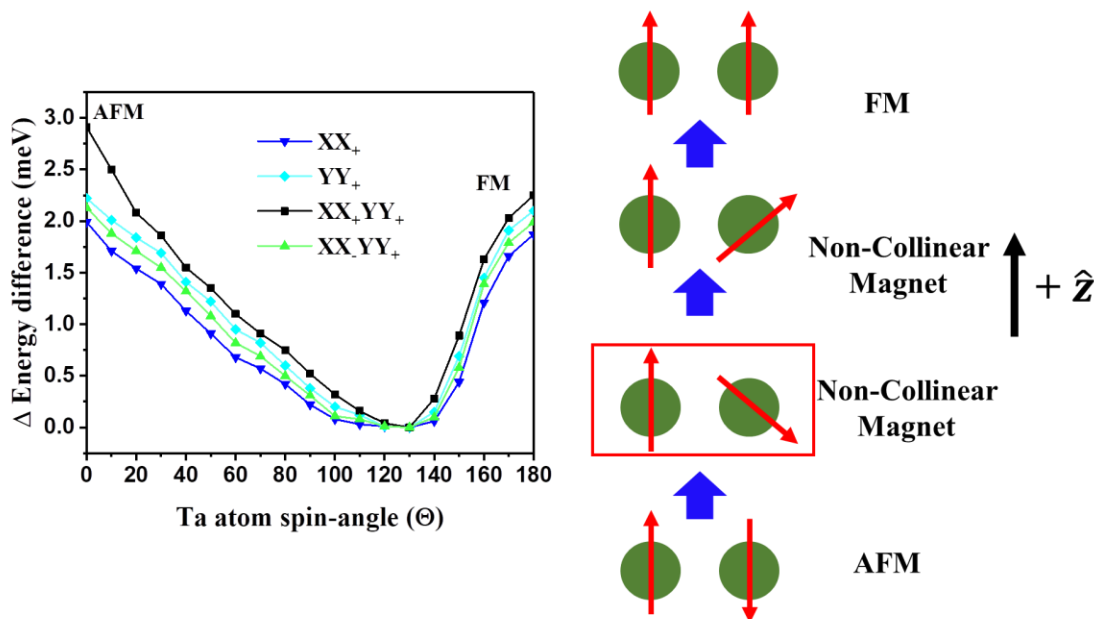 AFM
XX₊
YY₊
XX₊YY₊
XX₋YY₊
FM
Δ Energy difference (meV)
3.0
2.5
2.0
1.5
1.0
0.5
0.0
0 20 40 60 80 100 120 140 160 180
Ta atom spin-angle (Θ)
FM
Non-Collinear
Magnet
+ ẑ
Non-Collinear
Magnet
AFM